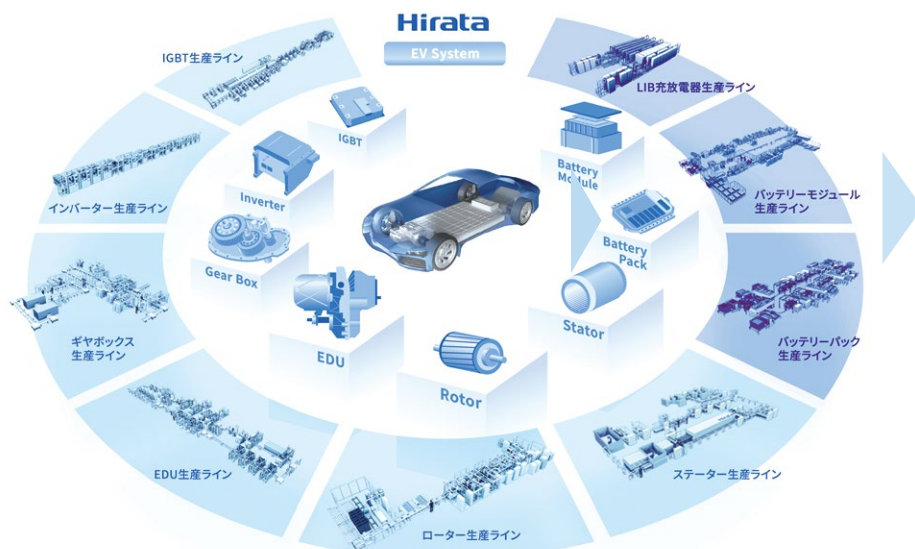 Hirata
EV System
IGBT生産ライン
LIB充放電器生産ライン
IGBT
Battery
Module
バッテリーモジュール
生産ライン
インバーター生産ライン
Inverter
Battery
Pack
Gear Box
Stator
ギヤボックス
生産ライン
バッテリーパック
生産ライン
EDU
Rotor
EDU生産ライン
ステーター生産ライン
ローター生産ライン